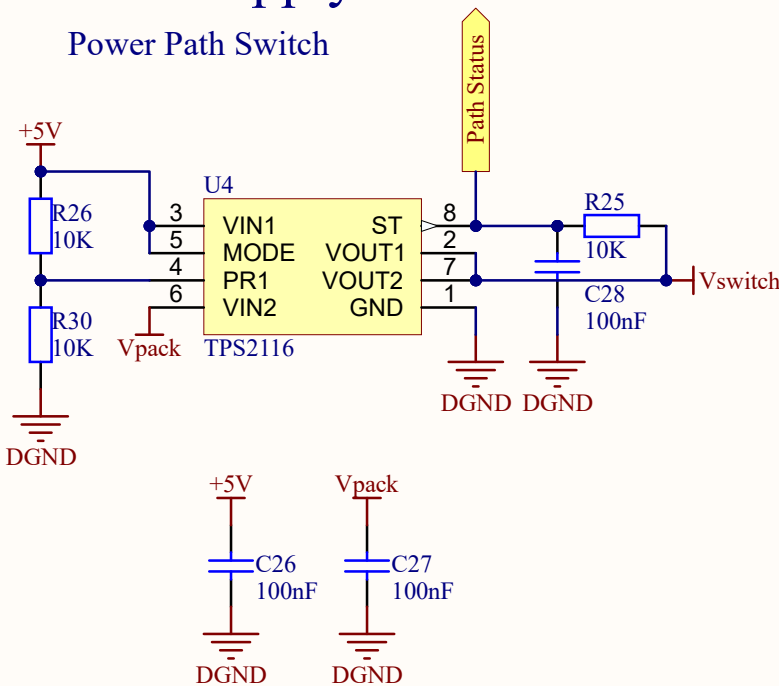 Power Path Switch
Path Status
+5V
U4
R25
R26
10K
3
VIN1
ST
8
5
MODE
VOUT1
2
10K
4
PR1
VOUT2
7
Vswitch
6
VIN2
GND
1
C28
100nF
R30
10K
Vpack
TPS2116
DGND
DGND
DGND
+5V
Vpack
C26
100nF
C27
100nF
DGND
DGND